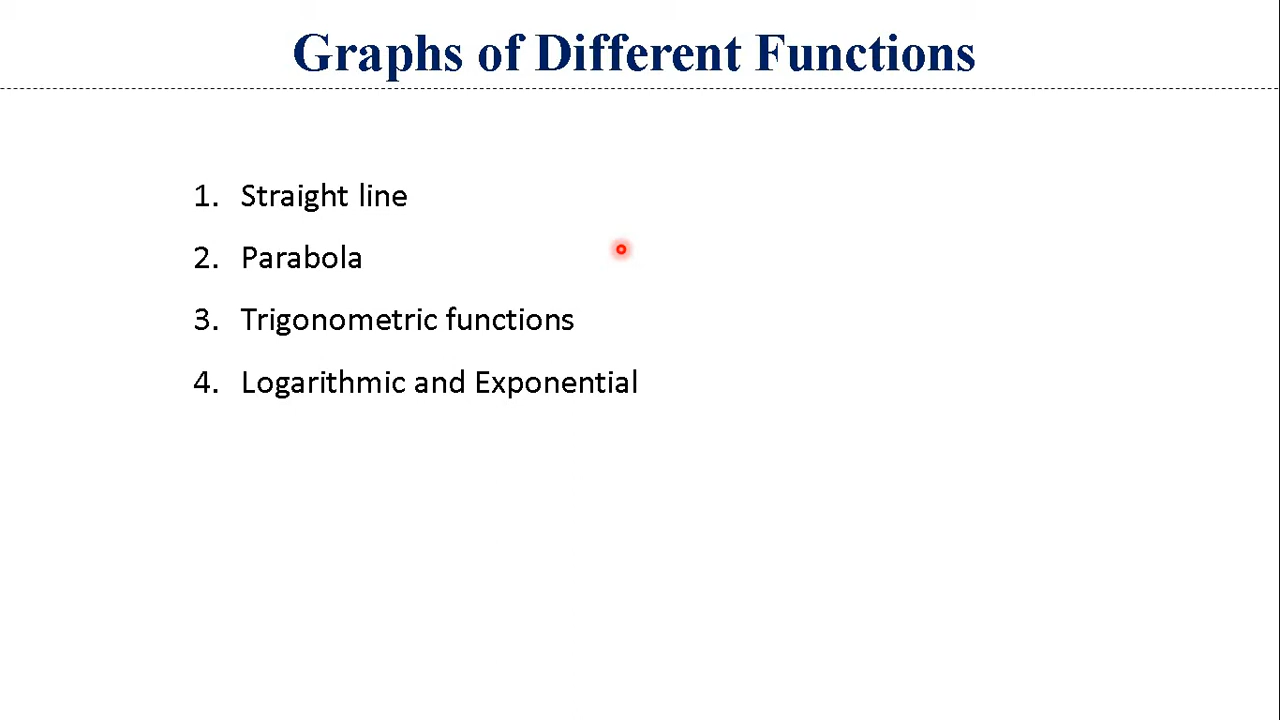 Graphs of Different Functions
1. Straight line
2. Parabola
3. Trigonometric functions
4. Logarithmic and Exponential